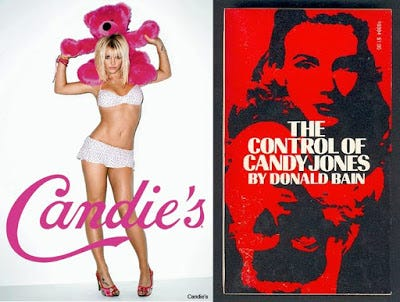 Candie's
Candie's
THE
CONTROL OF
CANDY JONES
BY DONALD BAIN